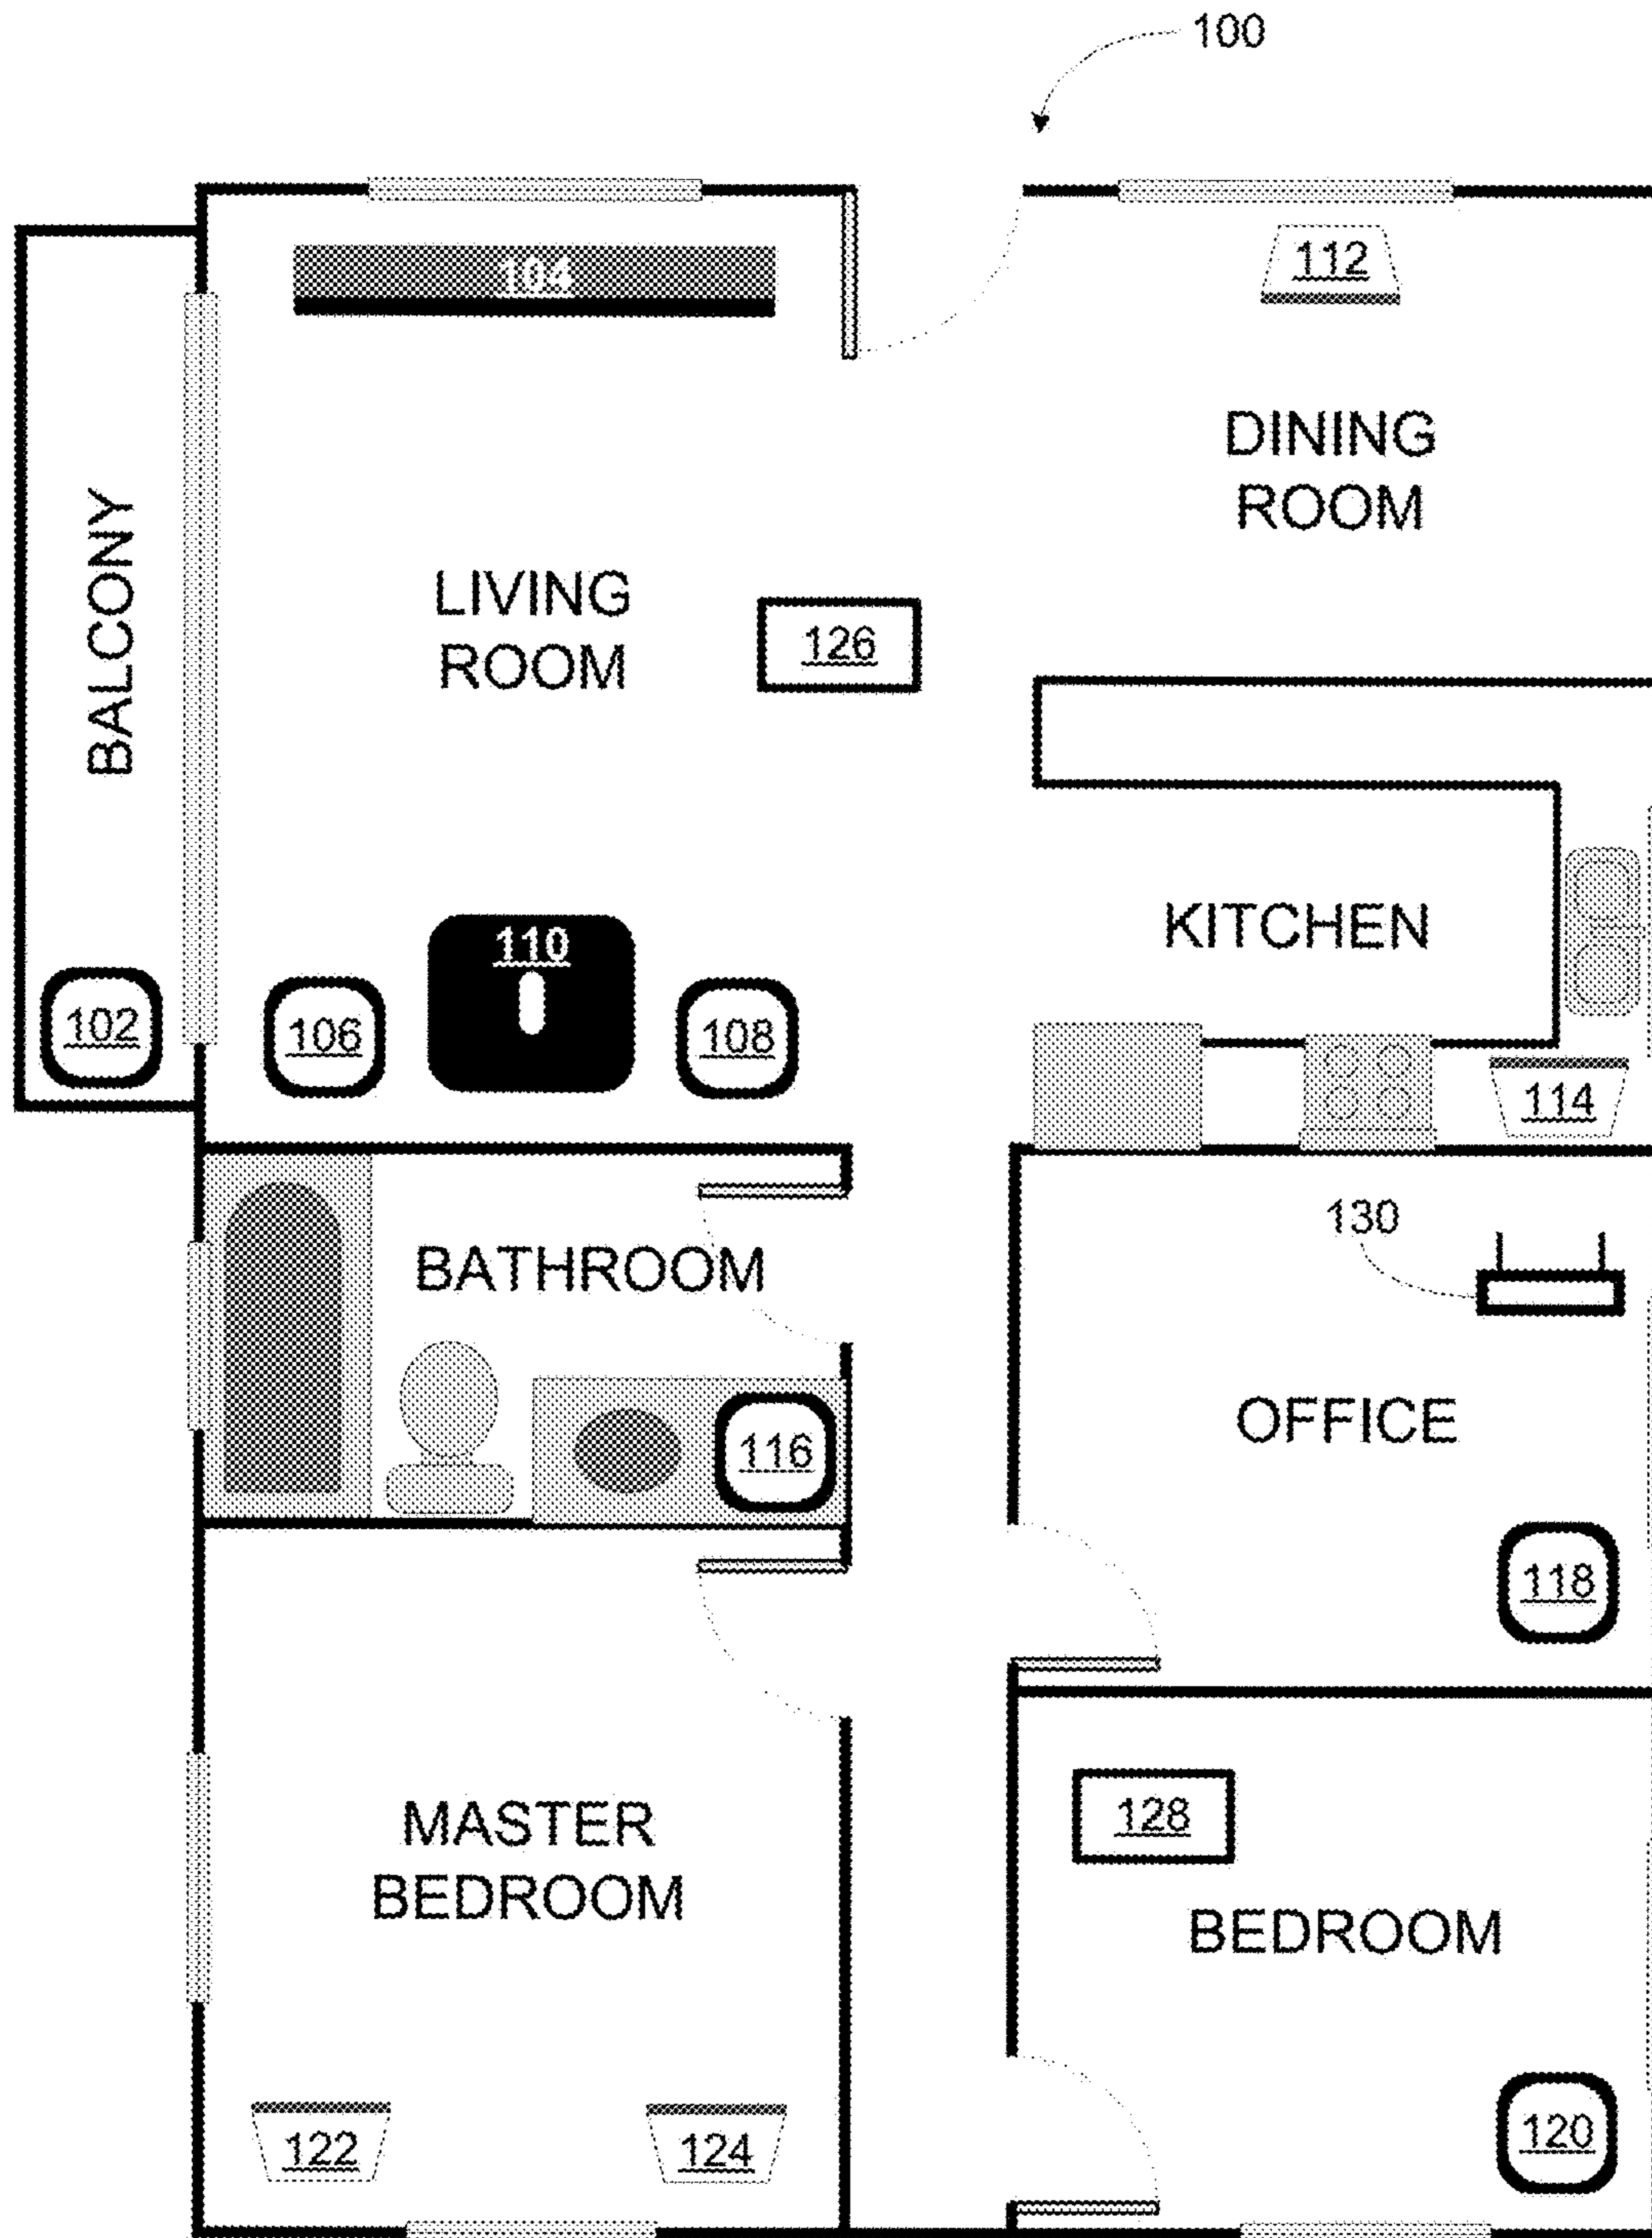 100
104
112
DINING
ROOM
BALCONY
LIVING
ROOM
126
KITCHEN
110
102
106
108
114
130
BATHROOM
OFFICE
116
118
MASTER
BEDROOM
128
BEDROOM
122
124
120